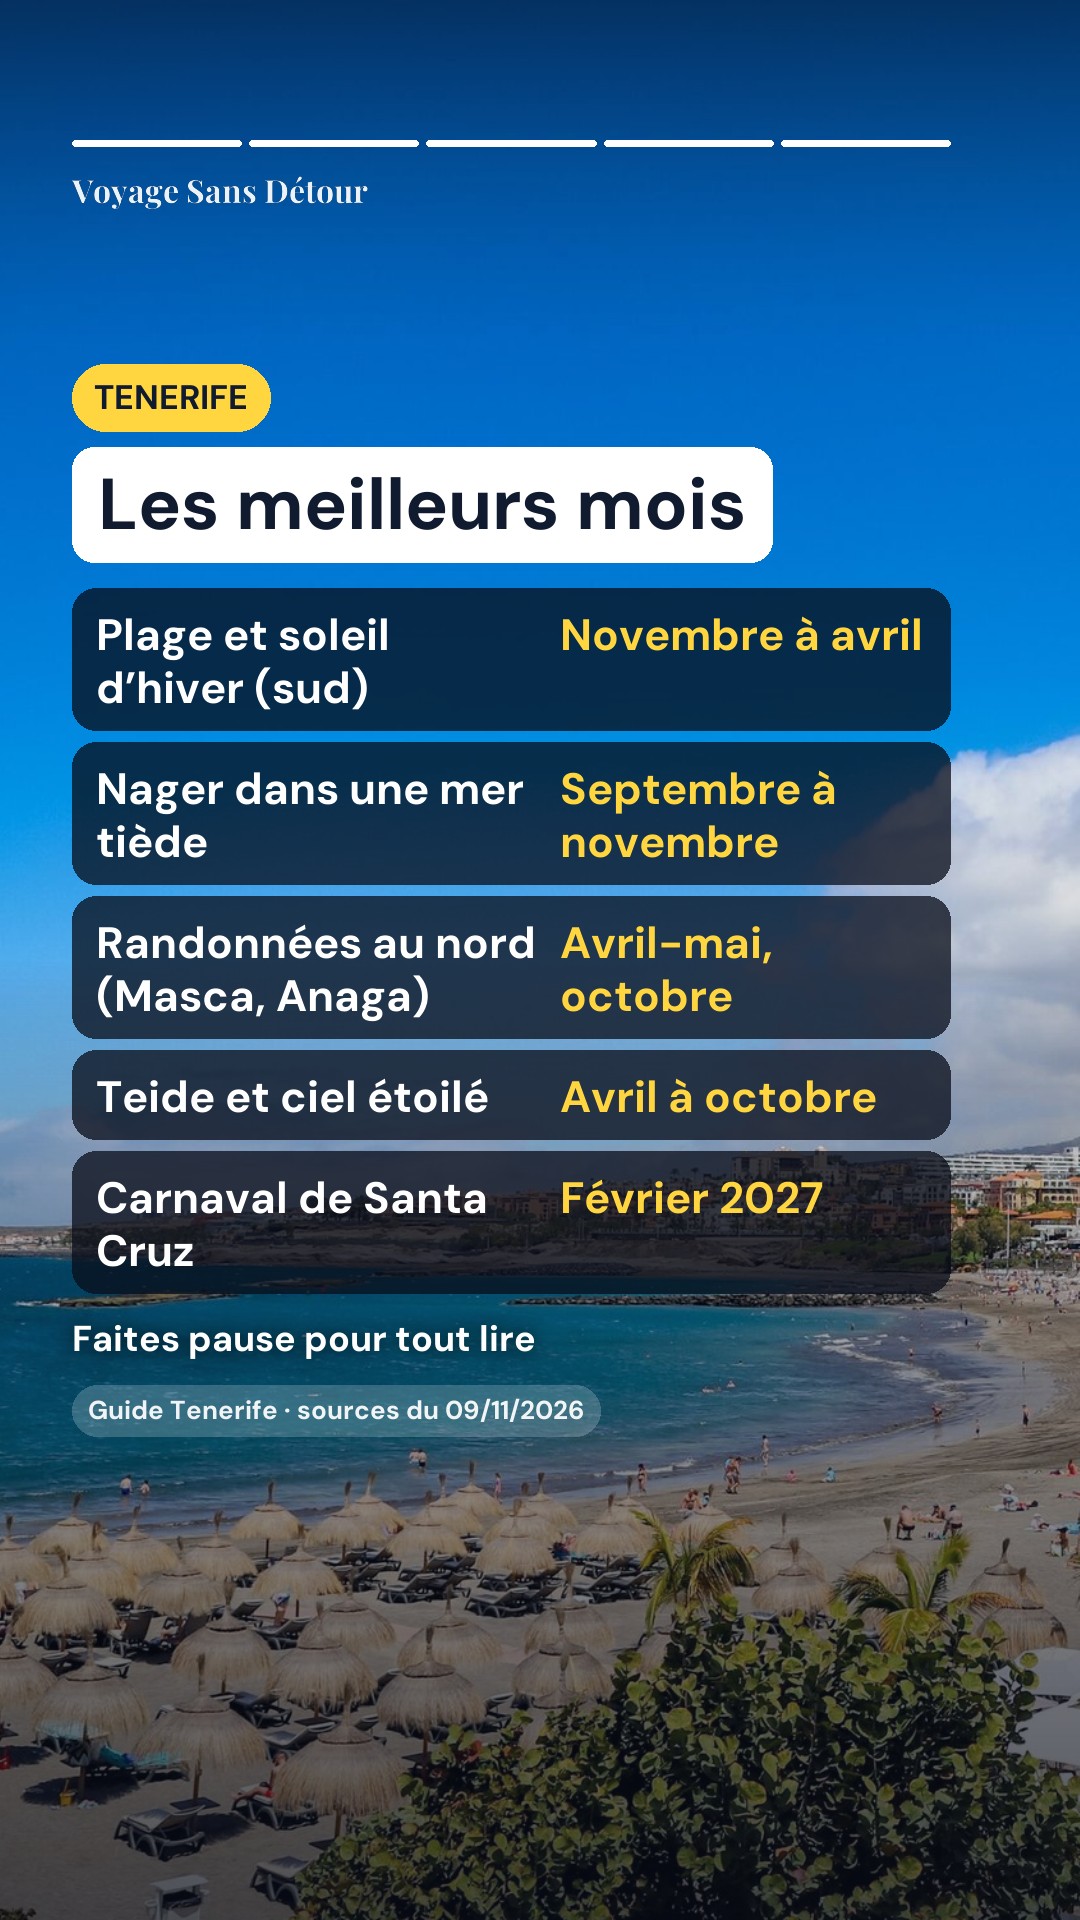 Voyage Sans Détour
TENERIFE
Les meilleurs mois
Plage et soleil
d’hiver (sud)
Novembre à avril
Nager dans une mer
tiède
Septembre à
novembre
Randonnées au nord
(Masca, Anaga)
Avril-mai,
octobre
Teide et ciel étoilé
Avril à octobre
Carnaval de Santa
Cruz
Février 2027
Faites pause pour tout lire
Guide Tenerife · sources du 09/11/2026